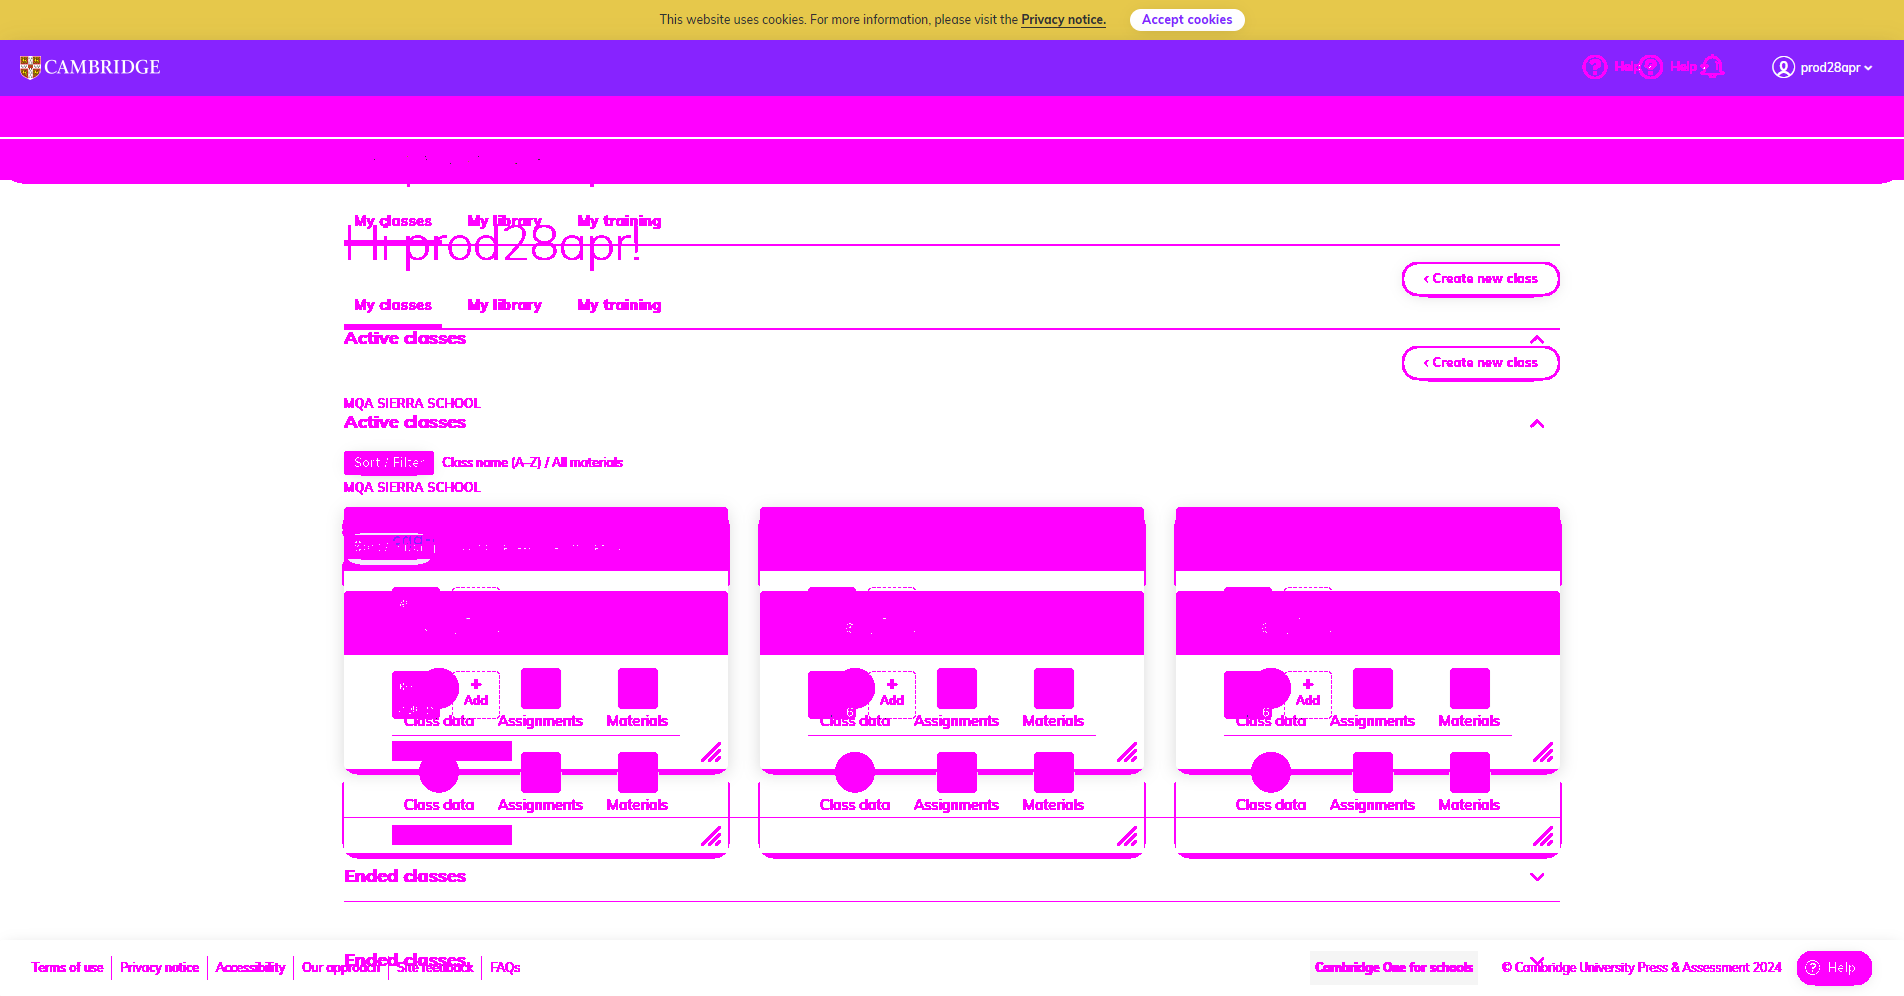 This website uses cookies. For more information, please visit the Privacy notice. Accept cookies
CAMBRIDGE Help Help prod28apr
My classes My library My training
Hi prod28apr!
‹ Create new class
My classes My library My training
Active classes
‹ Create new class
MQA SIERRA SCHOOL
Active classes
Sort / Filter Class name (A–Z) / All materials
MQA SIERRA SCHOOL
+ + +
Add Add Add
6 6
Class data Assignments Materials Class data Assignments Materials Class data Assignments Materials
Class data Assignments Materials Class data Assignments Materials Class data Assignments Materials
Ended classes
Ended classes
Terms of use Privacy notice Accessibility Our approach Site feedback FAQs Cambridge One for schools © Cambridge University Press & Assessment 2024 Help